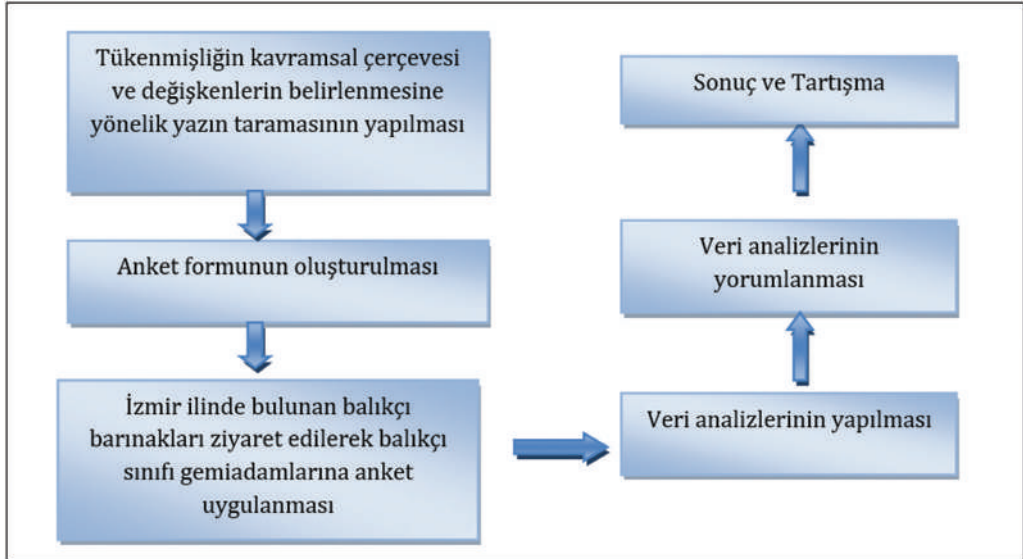 Tükenmişliğin kavramsal çerçevesi
ve değişkenlerin belirlenmesine
yönelik yazın taramasının yapılması
Anket formunun oluşturulması
İzmir ilinde bulunan balıkçı
barınakları ziyaret edilerek balıkçı
sınıfı gemiadamlarına anket
uygulanması
Veri analizlerinin yapılması
Veri analizlerinin
yorumlanması
Sonuç ve Tartışma